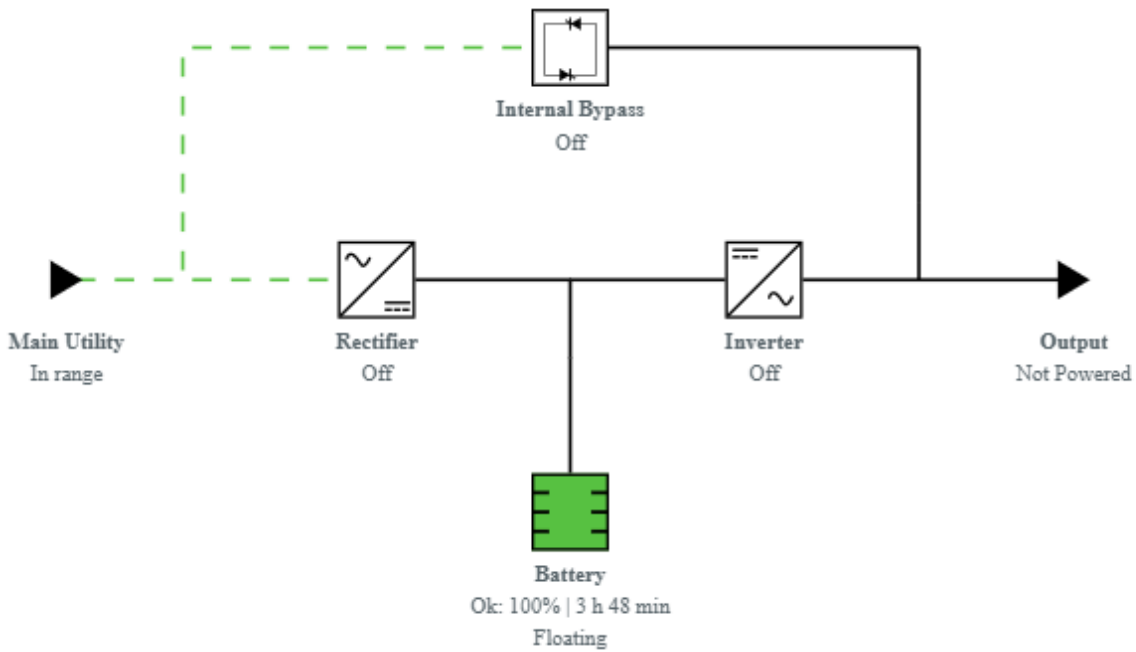 Internal Bypass
Off
Main Utility
In range
Rectifier
Off
Inverter
Off
Output
Not Powered
Battery
Ok: 100% | 3 h 48 min
Floating